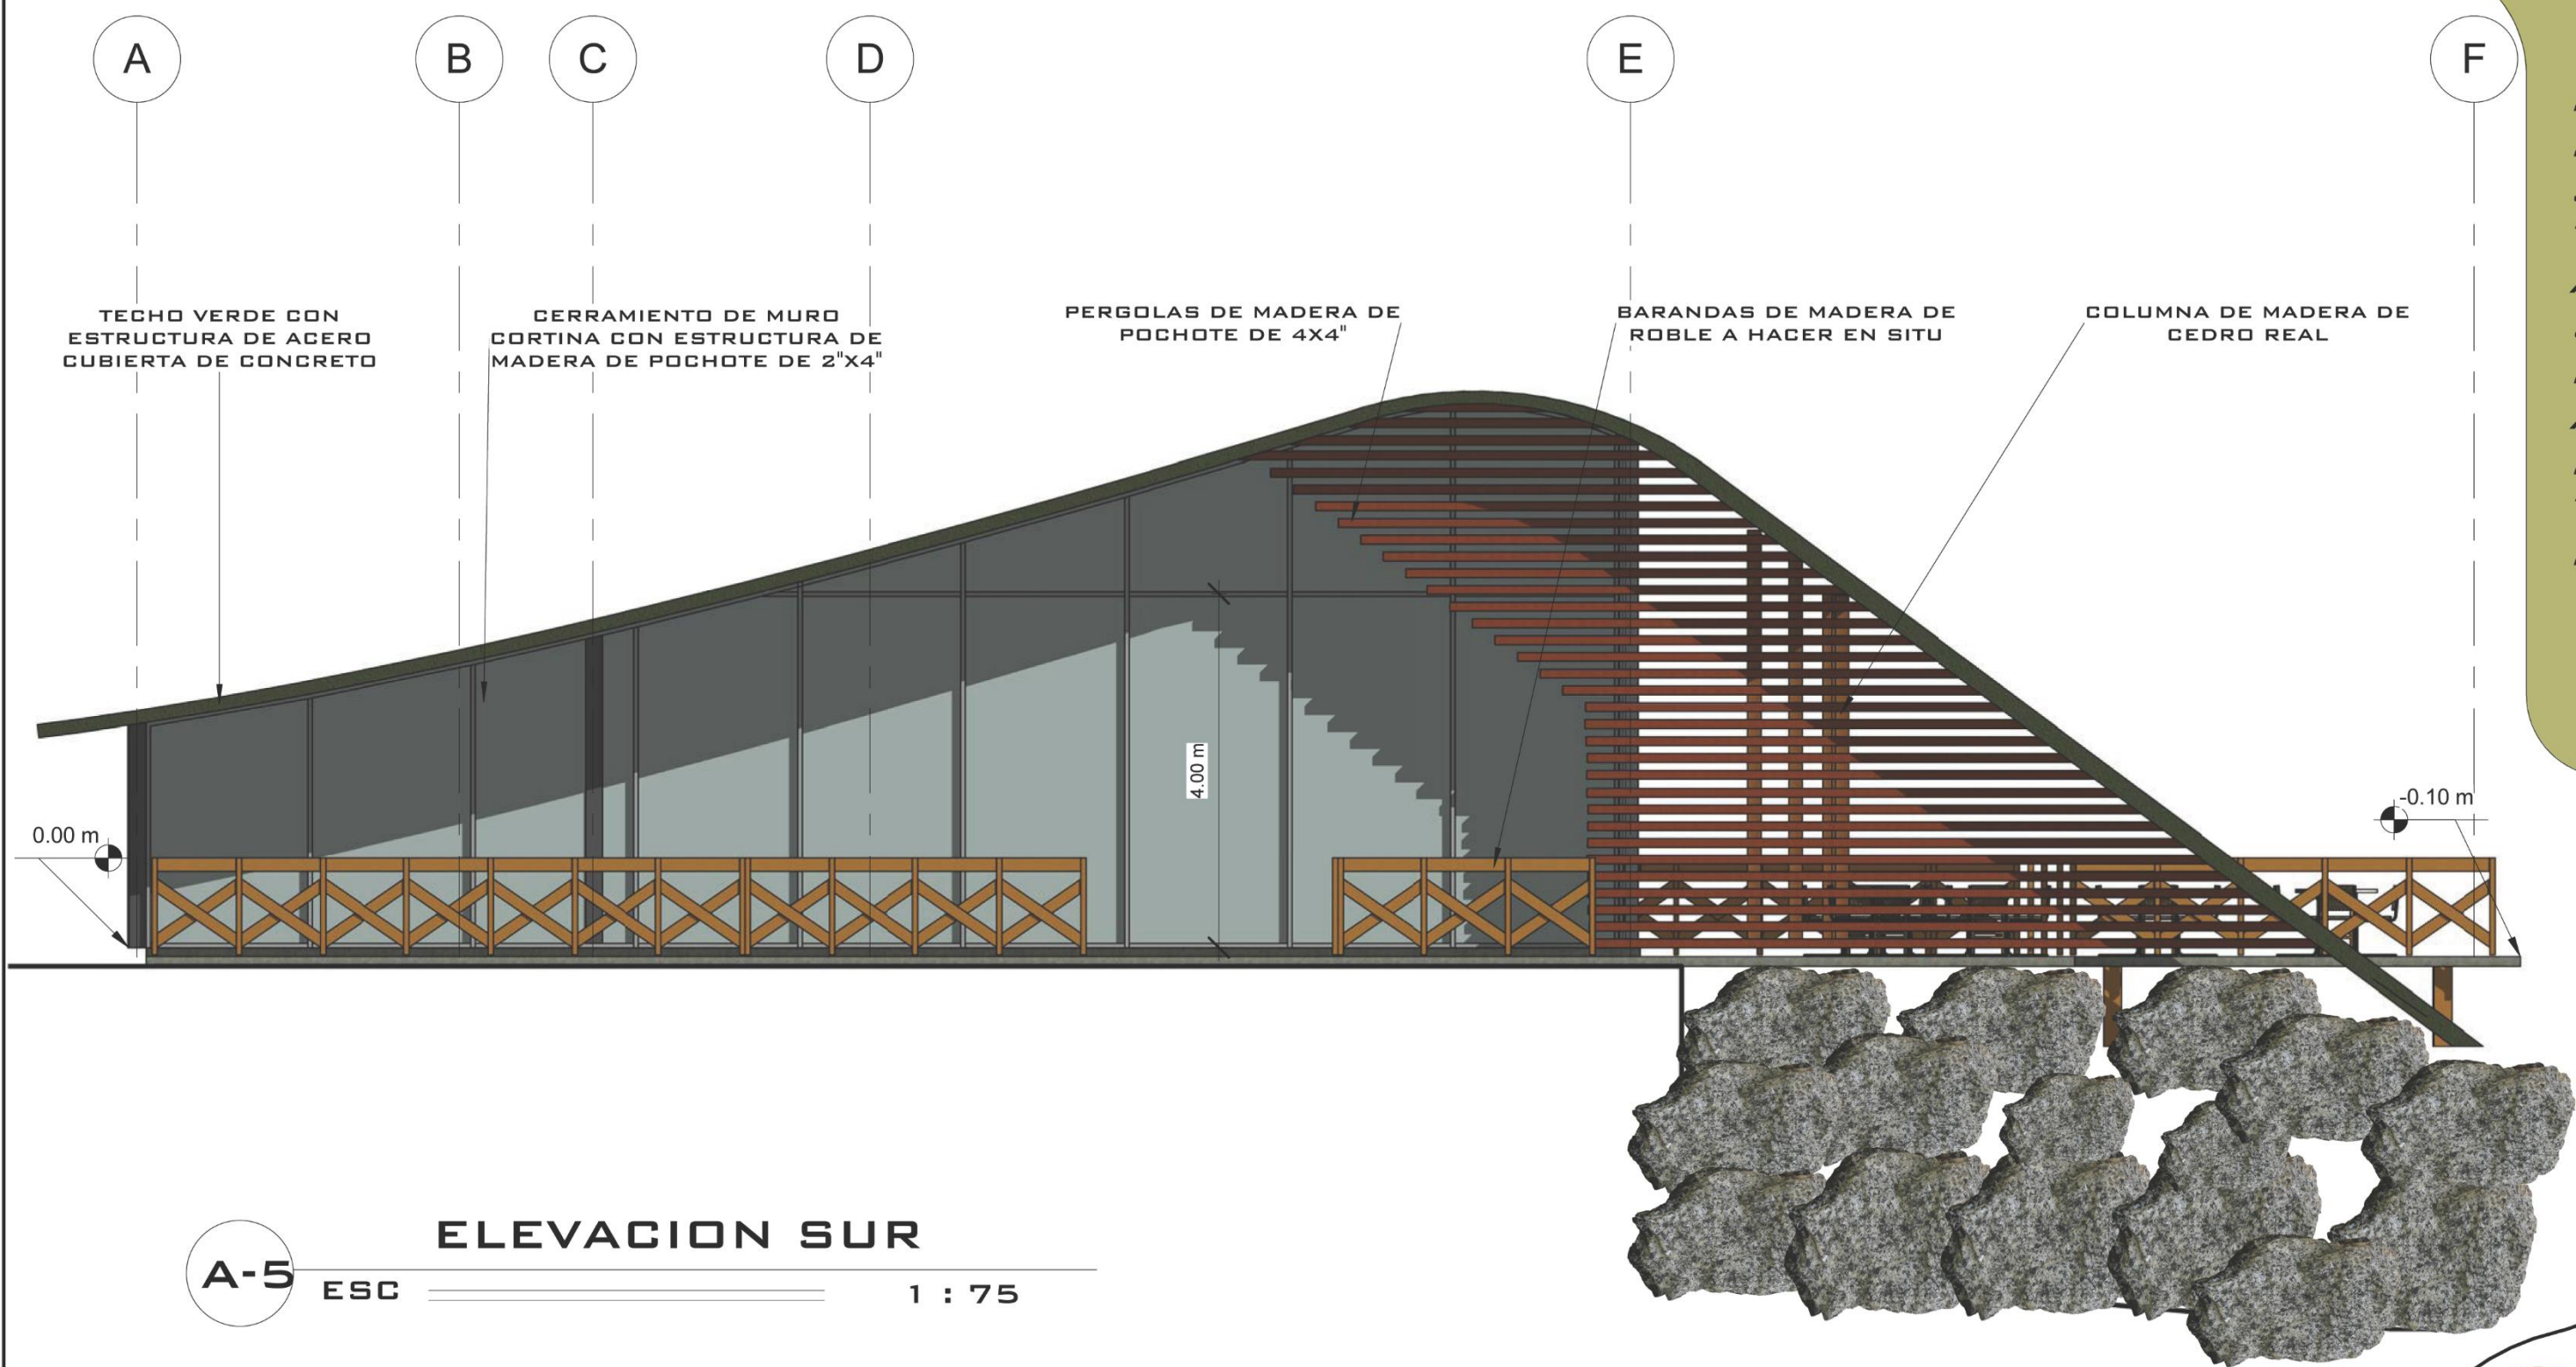 A
B
C
D
E
F
TECHO VERDE CON
ESTRUCTURA DE ACERO
CUBIERTA DE CONCRETO
CERRAMIENTO DE MURO
CORTINA CON ESTRUCTURA DE
MADERA DE POCHOTE DE 2"X4"
PERGOLAS DE MADERA DE
POCHOTE DE 4X4"
BARANDAS DE MADERA DE
ROBLE A HACER EN SITU
COLUMNA DE MADERA DE
CEDRO REAL
4.00 m
0.00 m
-0.10 m
ELEVACION SUR
A-5
ESC
1 : 75